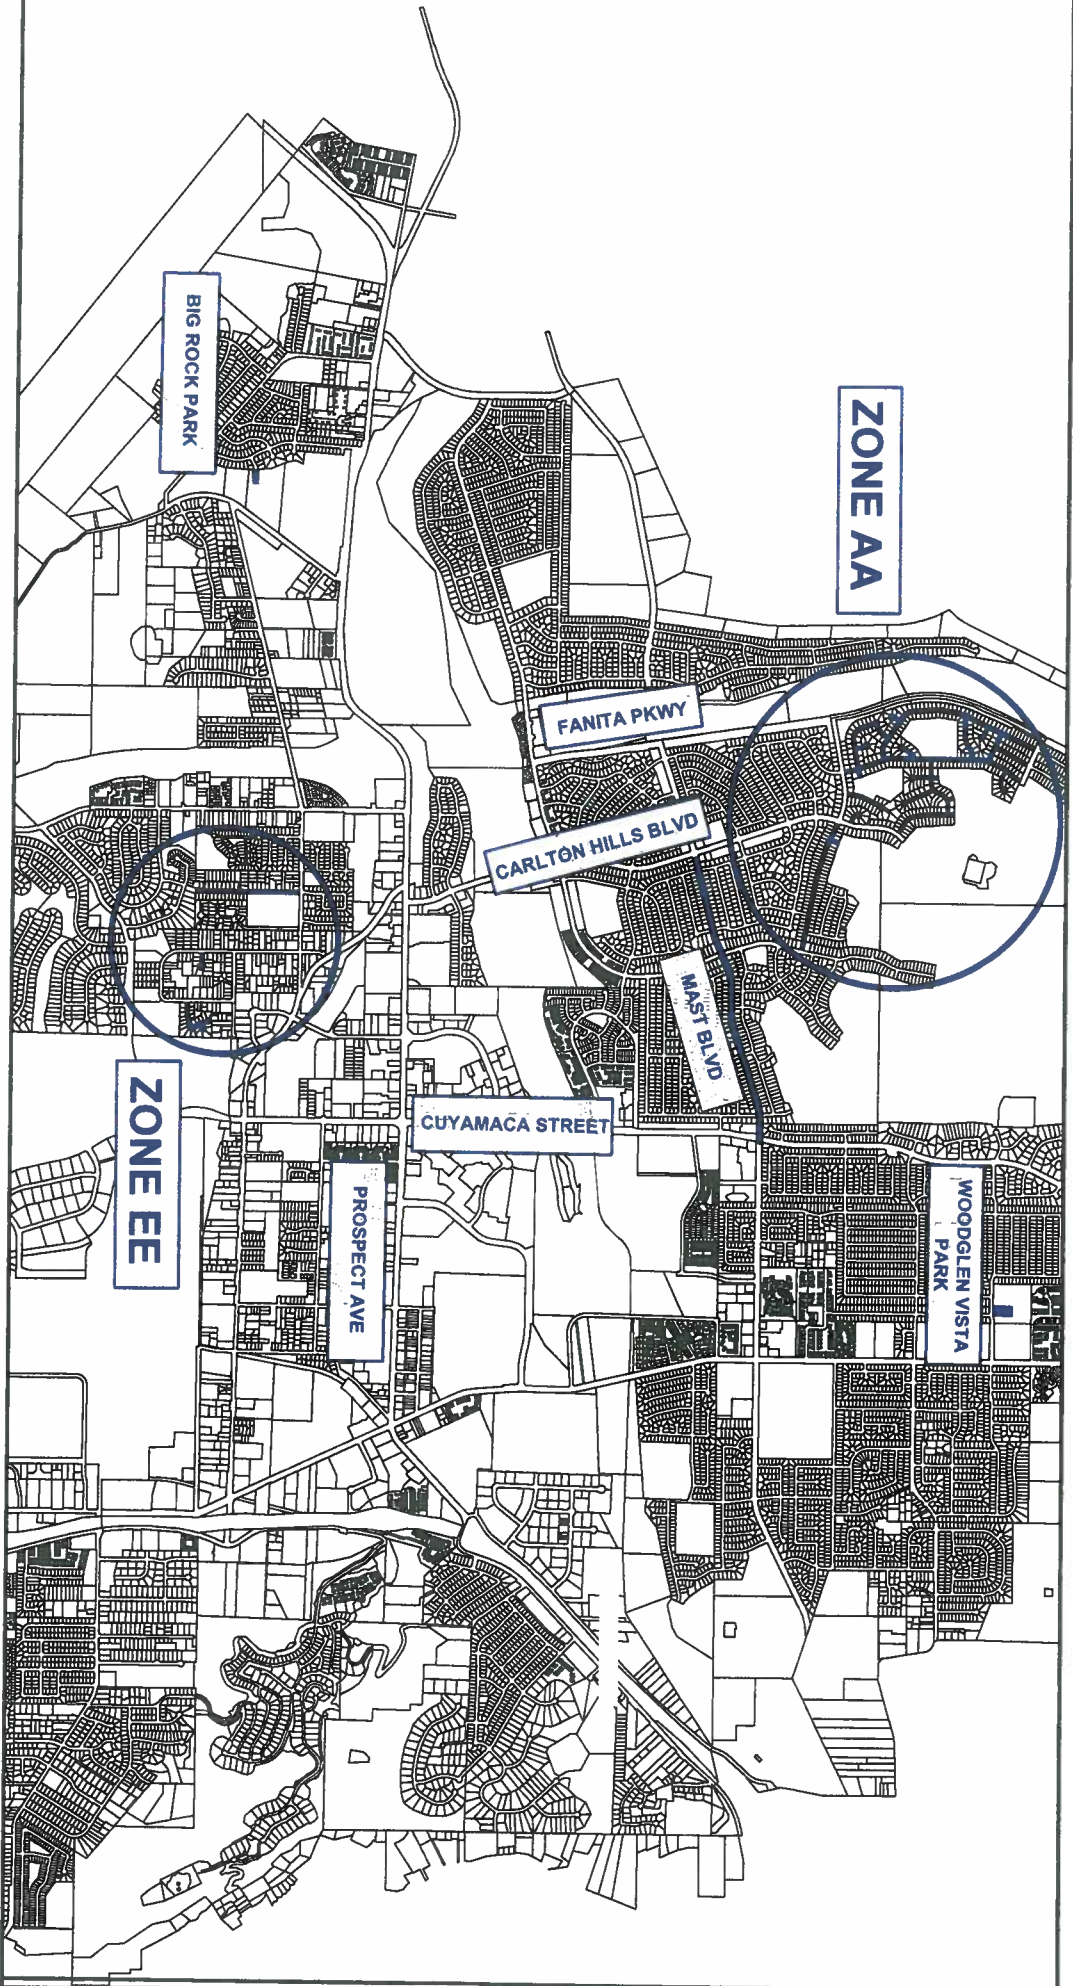 ZONE AA
BIG ROCK PARK
FANITA PKWY
CARLTON HILLS BLVD
MAST BLVD
CUYAMACA STREET
ZONE EE
PROSPECT AVE
WOODGLEN VISTA
PARK